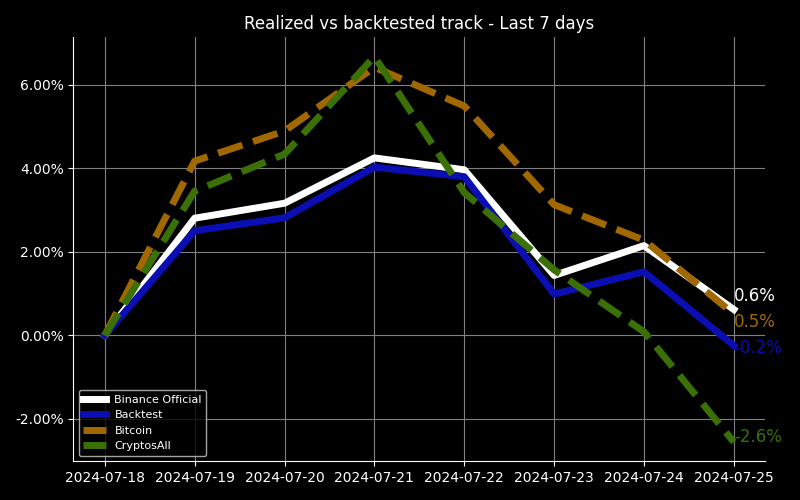 Realized vs backtested track - Last 7 days
6.00%
4.00%
2.00%
0.00%
-2.00%
0.6%
0.5%
-0.2%
-2.6%
Binance Official
Backtest
Bitcoin
CryptosAll
2024-07-18 2024-07-19 2024-07-20 2024-07-21 2024-07-22 2024-07-23 2024-07-24 2024-07-25